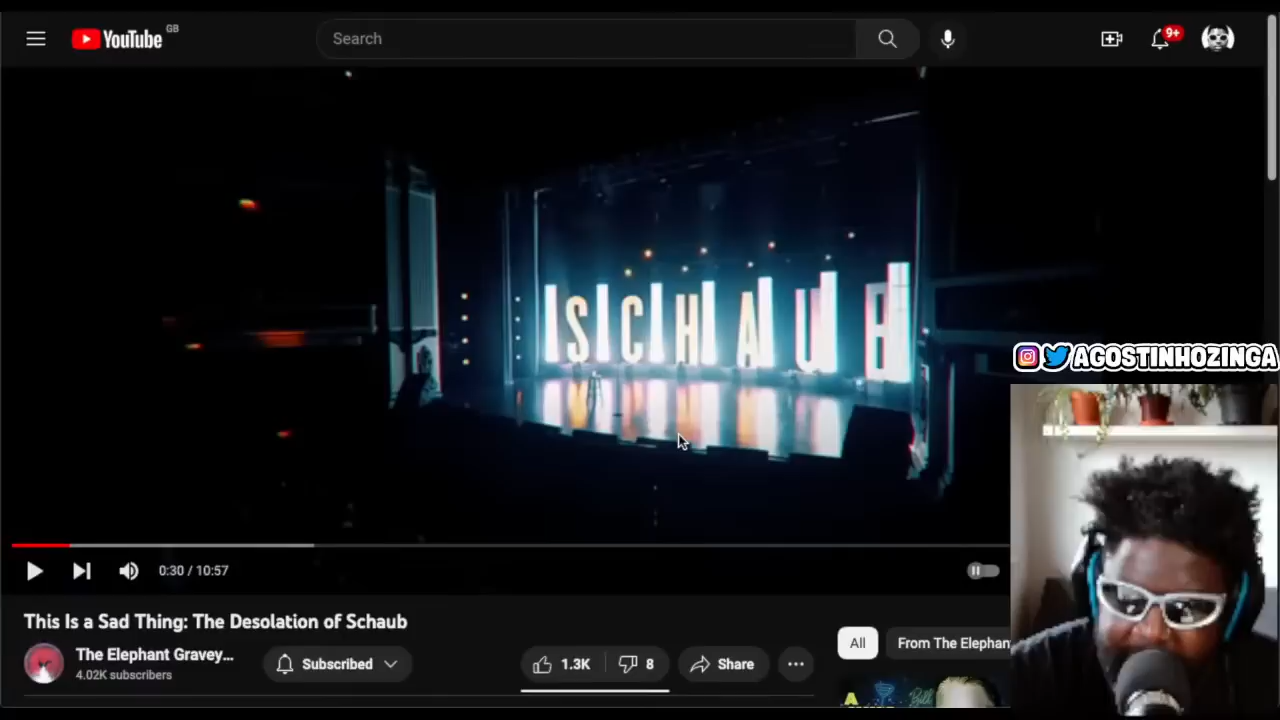 YouTube GB
Search
9+
SCHAUB
AGOSTINHOZINGA
0:30 / 10:57
This Is a Sad Thing: The Desolation of Schaub
The Elephant Gravey...
4.02K subscribers
Subscribed
1.3K
8
Share
All
From The Elephan
A
Bill